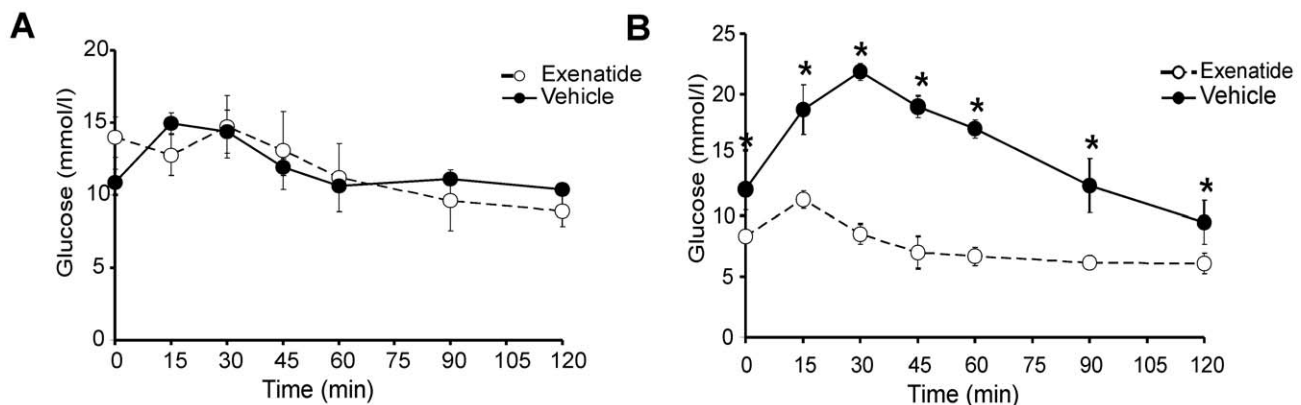 A
20
15
10
5
0
Glucose (mmol/l)
Exenatide
Vehicle
0 15 30 45 60 75 90 105 120
Time (min)
B
25
20
15
10
5
0
Glucose (mmol/l)
* * * * * * *
Exenatide
Vehicle
0 15 30 45 60 75 90 105 120
Time (min)